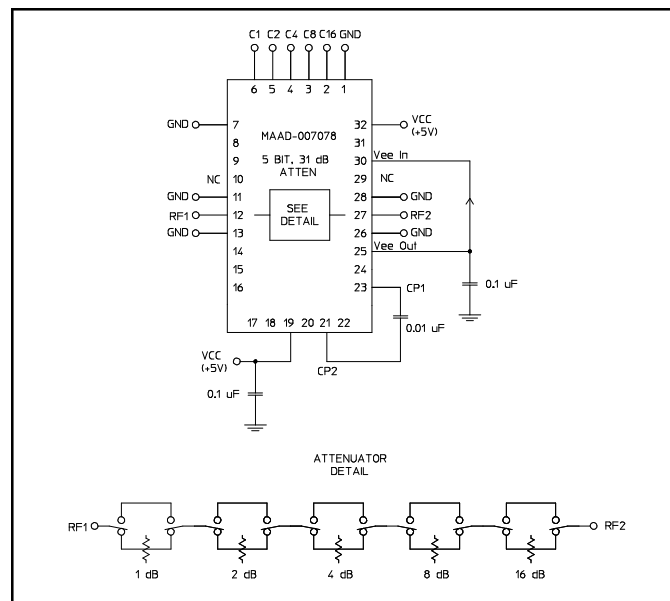 C1 C2 C4 C8 C16 GND
6 5 4 3 2 1
GND 7 32 VCC
(+5V)
8 MAAD-007078 31
9 5 BIT, 31 dB 30 Vee In
ATTEN
NC 10 29 NC
GND 11 28 GND
RF1 12 SEE 27 RF2
DETAIL
GND 13 26 GND
14 25 Vee Out
15 24
16 23 CP1
0.1 uF
0.01 uF
17 18 19 20 21 22
VCC
(+5V)
CP2
0.1 uF
ATTENUATOR
DETAIL
RF1 RF2
1 dB 2 dB 4 dB 8 dB 16 dB